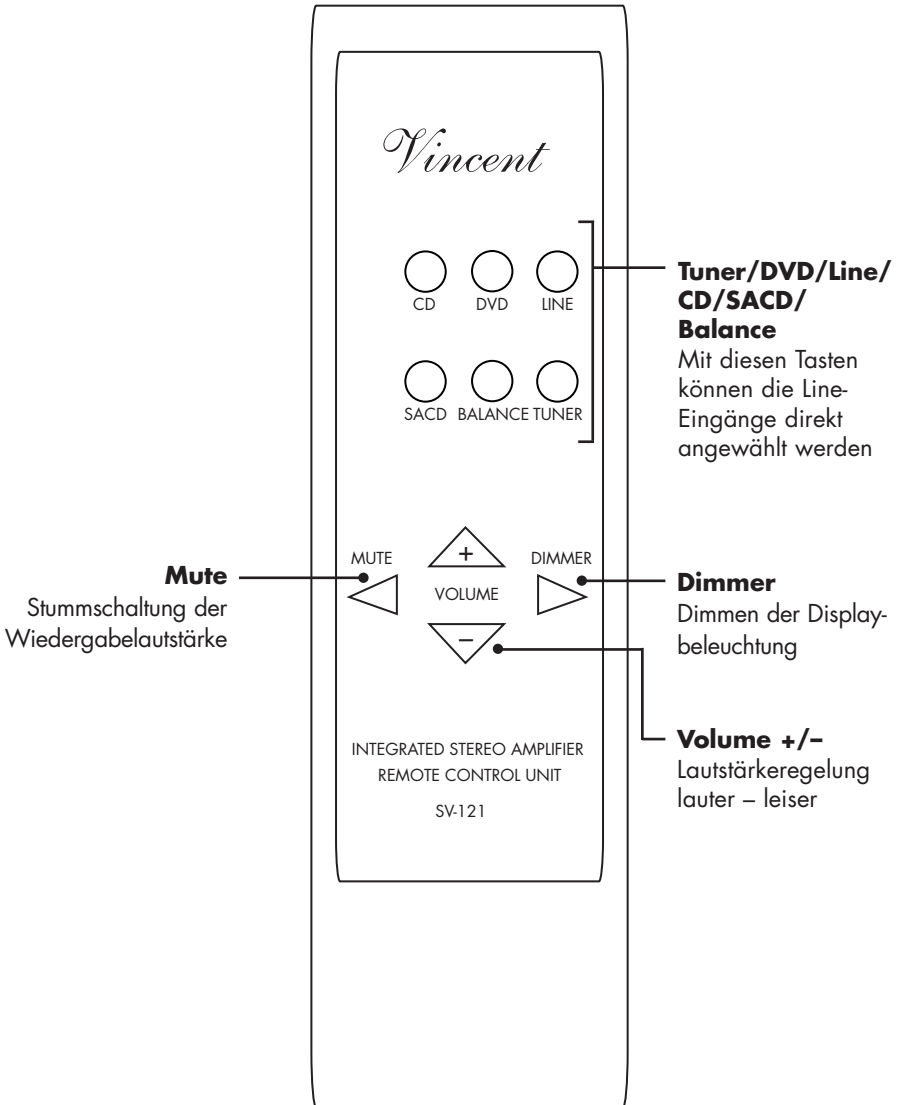 Vincent
CD DVD LINE
SACD BALANCE TUNER
Tuner/DVD/Line/
CD/SACD/
Balance
Mit diesen Tasten
können die Line-
Eingänge direkt
angewählt werden
MUTE + DIMMER
VOLUME
–
Mute
Stummschaltung der
Wiedergabelautstärke
Dimmer
Dimmen der Display-
beleuchtung
Volume +/–
Lautstärkeregelung
lauter – leiser
INTEGRATED STEREO AMPLIFIER
REMOTE CONTROL UNIT
SV-121